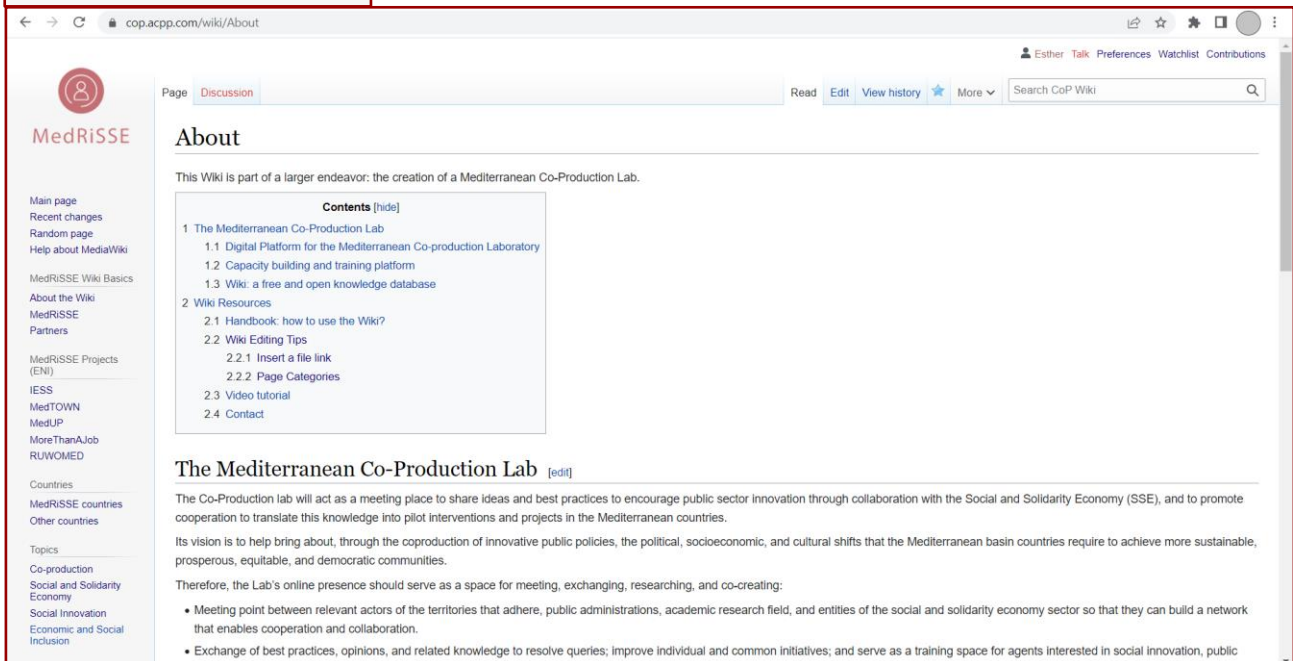 cop.acpp.com/wiki/About
Esther Talk Preferences Watchlist Contributions
Page Discussion
Read Edit View history More Search CoP Wiki
MedRiSSE
About
This Wiki is part of a larger endeavor: the creation of a Mediterranean Co-Production Lab.
Main page
Recent changes
Random page
Help about MediaWiki
MedRiSSE Wiki Basics
About the Wiki
MedRiSSE
Partners
MedRiSSE Projects
(ENI)
IESS
MedTOWN
MedUP
MoreThanAJob
RUWOMED
Countries
MedRiSSE countries
Other countries
Topics
Co-production
Social and Solidarity
Economy
Social Innovation
Economic and Social
Inclusion
Contents [hide]
1 The Mediterranean Co-Production Lab
1.1 Digital Platform for the Mediterranean Co-production Laboratory
1.2 Capacity building and training platform
1.3 Wiki: a free and open knowledge database
2 Wiki Resources
2.1 Handbook: how to use the Wiki?
2.2 Wiki Editing Tips
2.2.1 Insert a file link
2.2.2 Page Categories
2.3 Video tutorial
2.4 Contact
The Mediterranean Co-Production Lab [edit]
The Co-Production lab will act as a meeting place to share ideas and best practices to encourage public sector innovation through collaboration with the Social and Solidarity Economy (SSE), and to promote
cooperation to translate this knowledge into pilot interventions and projects in the Mediterranean countries.
Its vision is to help bring about, through the coproduction of innovative public policies, the political, socioeconomic, and cultural shifts that the Mediterranean basin countries require to achieve more sustainable,
prosperous, equitable, and democratic communities.
Therefore, the Lab's online presence should serve as a space for meeting, exchanging, researching, and co-creating:
• Meeting point between relevant actors of the territories that adhere, public administrations, academic research field, and entities of the social and solidarity economy sector so that they can build a network
that enables cooperation and collaboration.
• Exchange of best practices, opinions, and related knowledge to resolve queries; improve individual and common initiatives; and serve as a training space for agents interested in social innovation, public